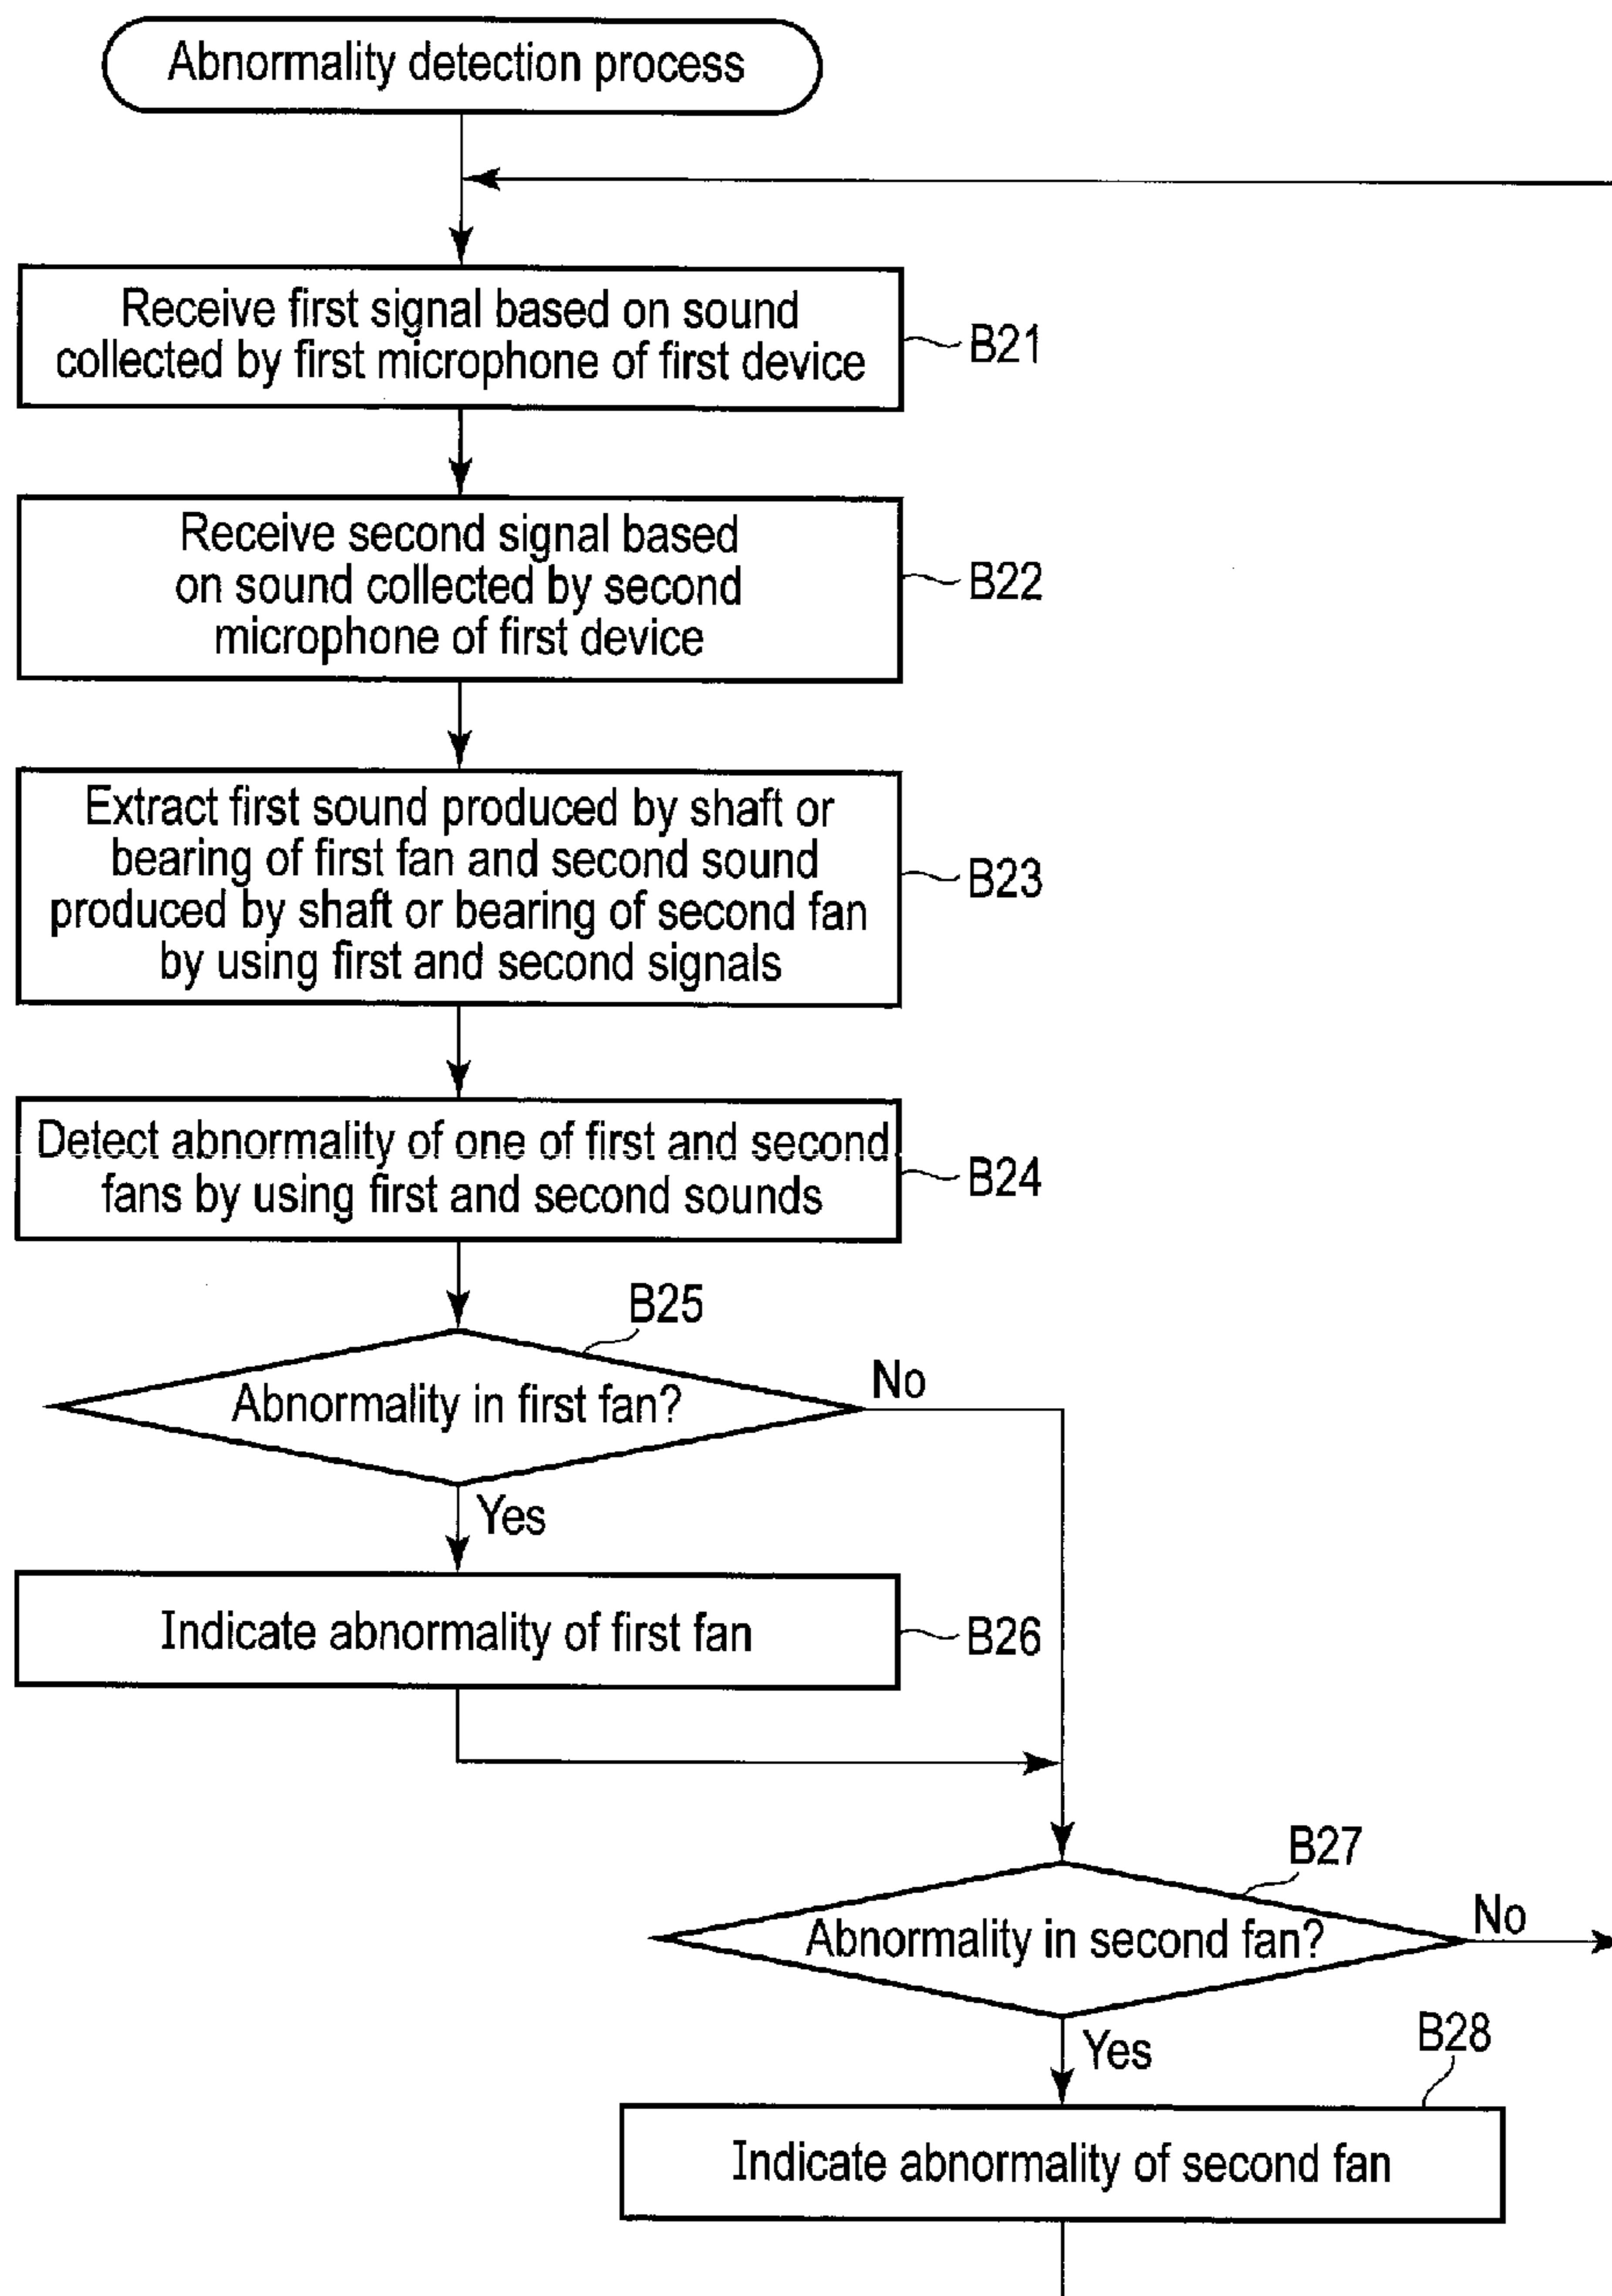 Abnormality detection process
Receive first signal based on sound
collected by first microphone of first device
B21
Receive second signal based
on sound collected by second
microphone of first device
B22
Extract first sound produced by shaft or
bearing of first fan and second sound
produced by shaft or bearing of second fan
by using first and second signals
B23
Detect abnormality of one of first and second
fans by using first and second sounds
B24
B25
Abnormality in first fan?
No
Yes
Indicate abnormality of first fan
B26
B27
Abnormality in second fan?
No
Yes
B28
Indicate abnormality of second fan